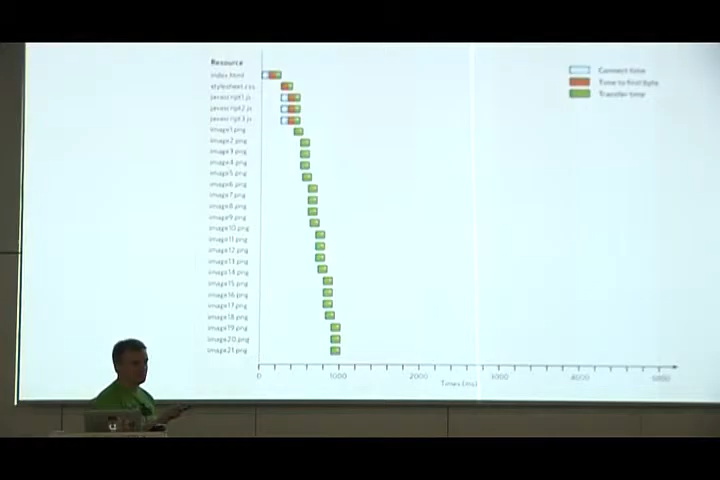 Resource
index.html
stylesheet.css
javascript1.js
javascript2.js
javascript3.js
image1.png
image2.png
image3.png
image4.png
image5.png
image6.png
image7.png
image8.png
image9.png
image10.png
image11.png
image12.png
image13.png
image14.png
image15.png
image16.png
image17.png
image18.png
image19.png
image20.png
image21.png
Connect time
Time to first byte
Transfer time
0 1000 2000 3000 4000 5000
Times (ms)